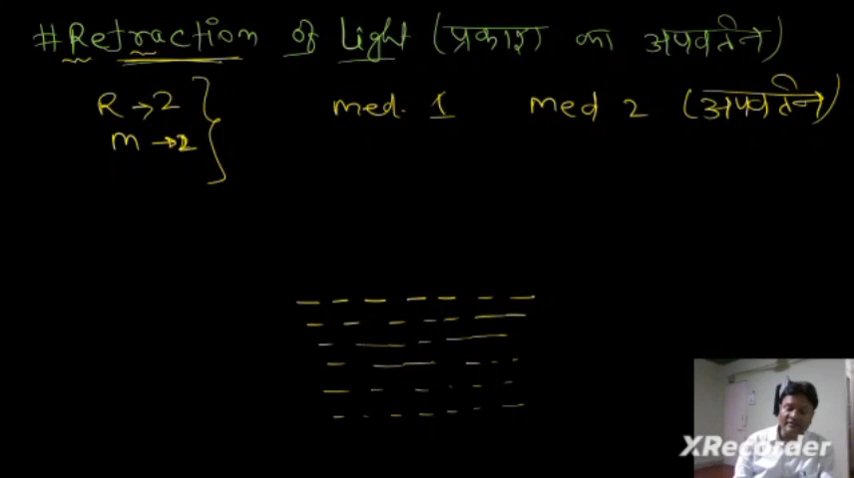 # Refraction of Light (प्रकाश का अपवर्तन)
R → 2 med. 1 med 2 (अपवर्तन)
m → 2
XRecorder